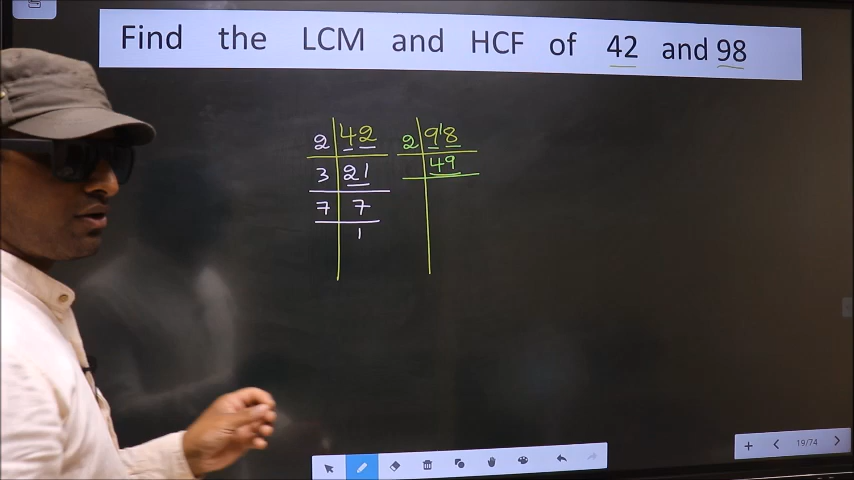 Find the LCM and HCF of 42 and 98
2 42 2 98
3 21 49
7 7
1
19/74